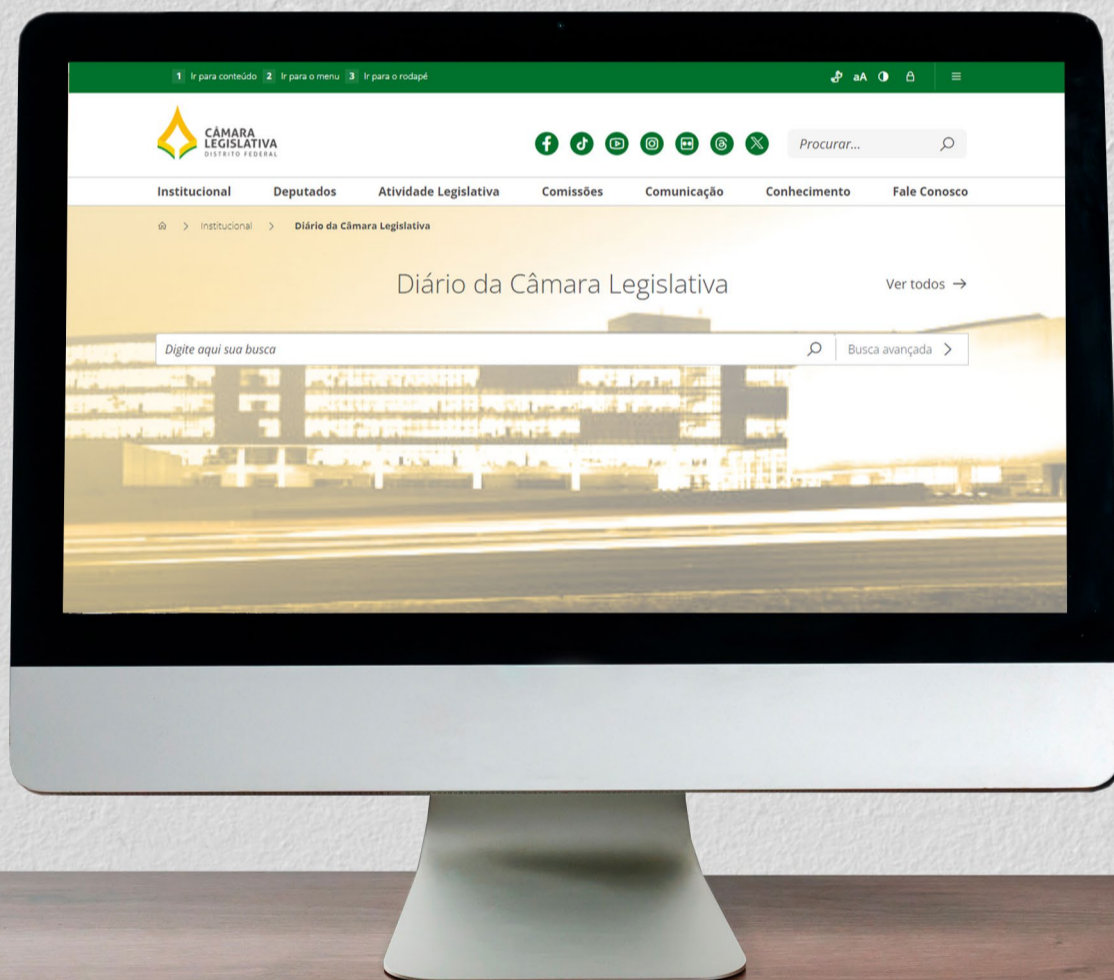 1 Ir para conteúdo 2 Ir para o menu 3 Ir para o rodapé aA
CÂMARA
LEGISLATIVA
DISTRITO FEDERAL
Procurar...
Institucional Deputados Atividade Legislativa Comissões Comunicação Conhecimento Fale Conosco
Institucional > Diário da Câmara Legislativa
Diário da Câmara Legislativa
Ver todos →
Digite aqui sua busca
Busca avançada >